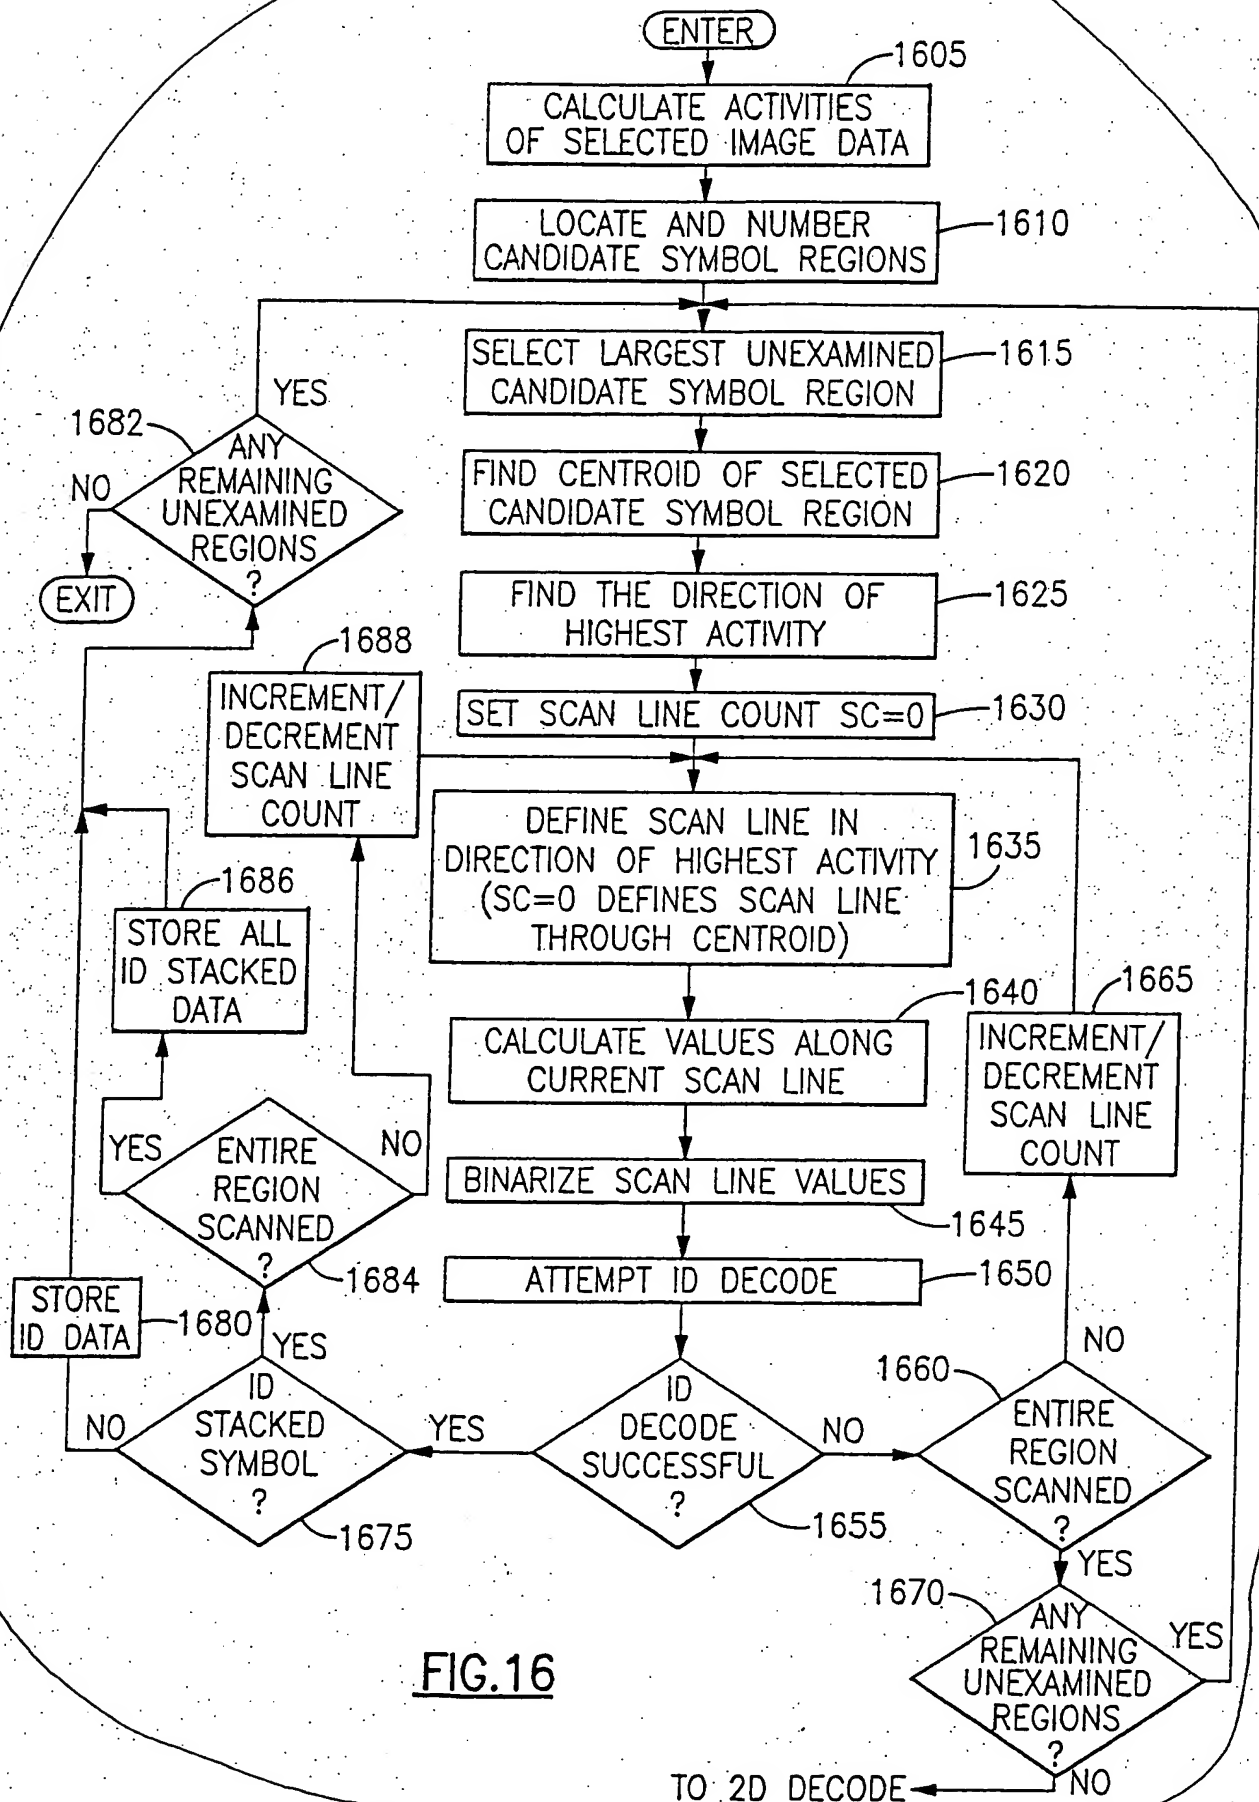 ENTER
1605
CALCULATE ACTIVITIES
OF SELECTED IMAGE DATA
LOCATE AND NUMBER
CANDIDATE SYMBOL REGIONS
1610
SELECT LARGEST UNEXAMINED
CANDIDATE SYMBOL REGION
1615
YES
1682
ANY
REMAINING
UNEXAMINED
REGIONS
?
NO
EXIT
FIND CENTROID OF SELECTED
CANDIDATE SYMBOL REGION
1620
FIND THE DIRECTION OF
HIGHEST ACTIVITY
1625
1688
INCREMENT/
DECREMENT
SCAN LINE
COUNT
SET SCAN LINE COUNT SC=0
1630
DEFINE SCAN LINE IN
DIRECTION OF HIGHEST ACTIVITY
(SC=0 DEFINES SCAN LINE
THROUGH CENTROID)
1635
1686
STORE ALL
ID STACKED
DATA
1640
CALCULATE VALUES ALONG
CURRENT SCAN LINE
1665
INCREMENT/
DECREMENT
SCAN LINE
COUNT
YES
ENTIRE
REGION
SCANNED
?
NO
1684
BINARIZE SCAN LINE VALUES
1645
ATTEMPT ID DECODE
1650
STORE
ID DATA
1680
YES
NO
ID
STACKED
SYMBOL
?
1675
YES
ID
DECODE
SUCCESSFUL
?
1655
NO
1660
NO
ENTIRE
REGION
SCANNED
?
YES
1670
ANY
REMAINING
UNEXAMINED
REGIONS
?
YES
NO
TO 2D DECODE
FIG.16